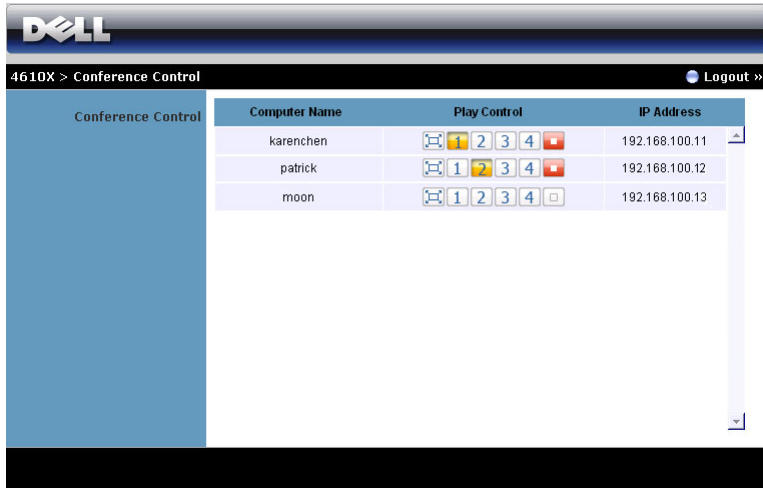 DELL
4610X > Conference Control
Logout »
Conference Control
Computer Name Play Control IP Address
karenchen 1 2 3 4 192.168.100.11
patrick 1 2 3 4 192.168.100.12
moon 1 2 3 4 192.168.100.13